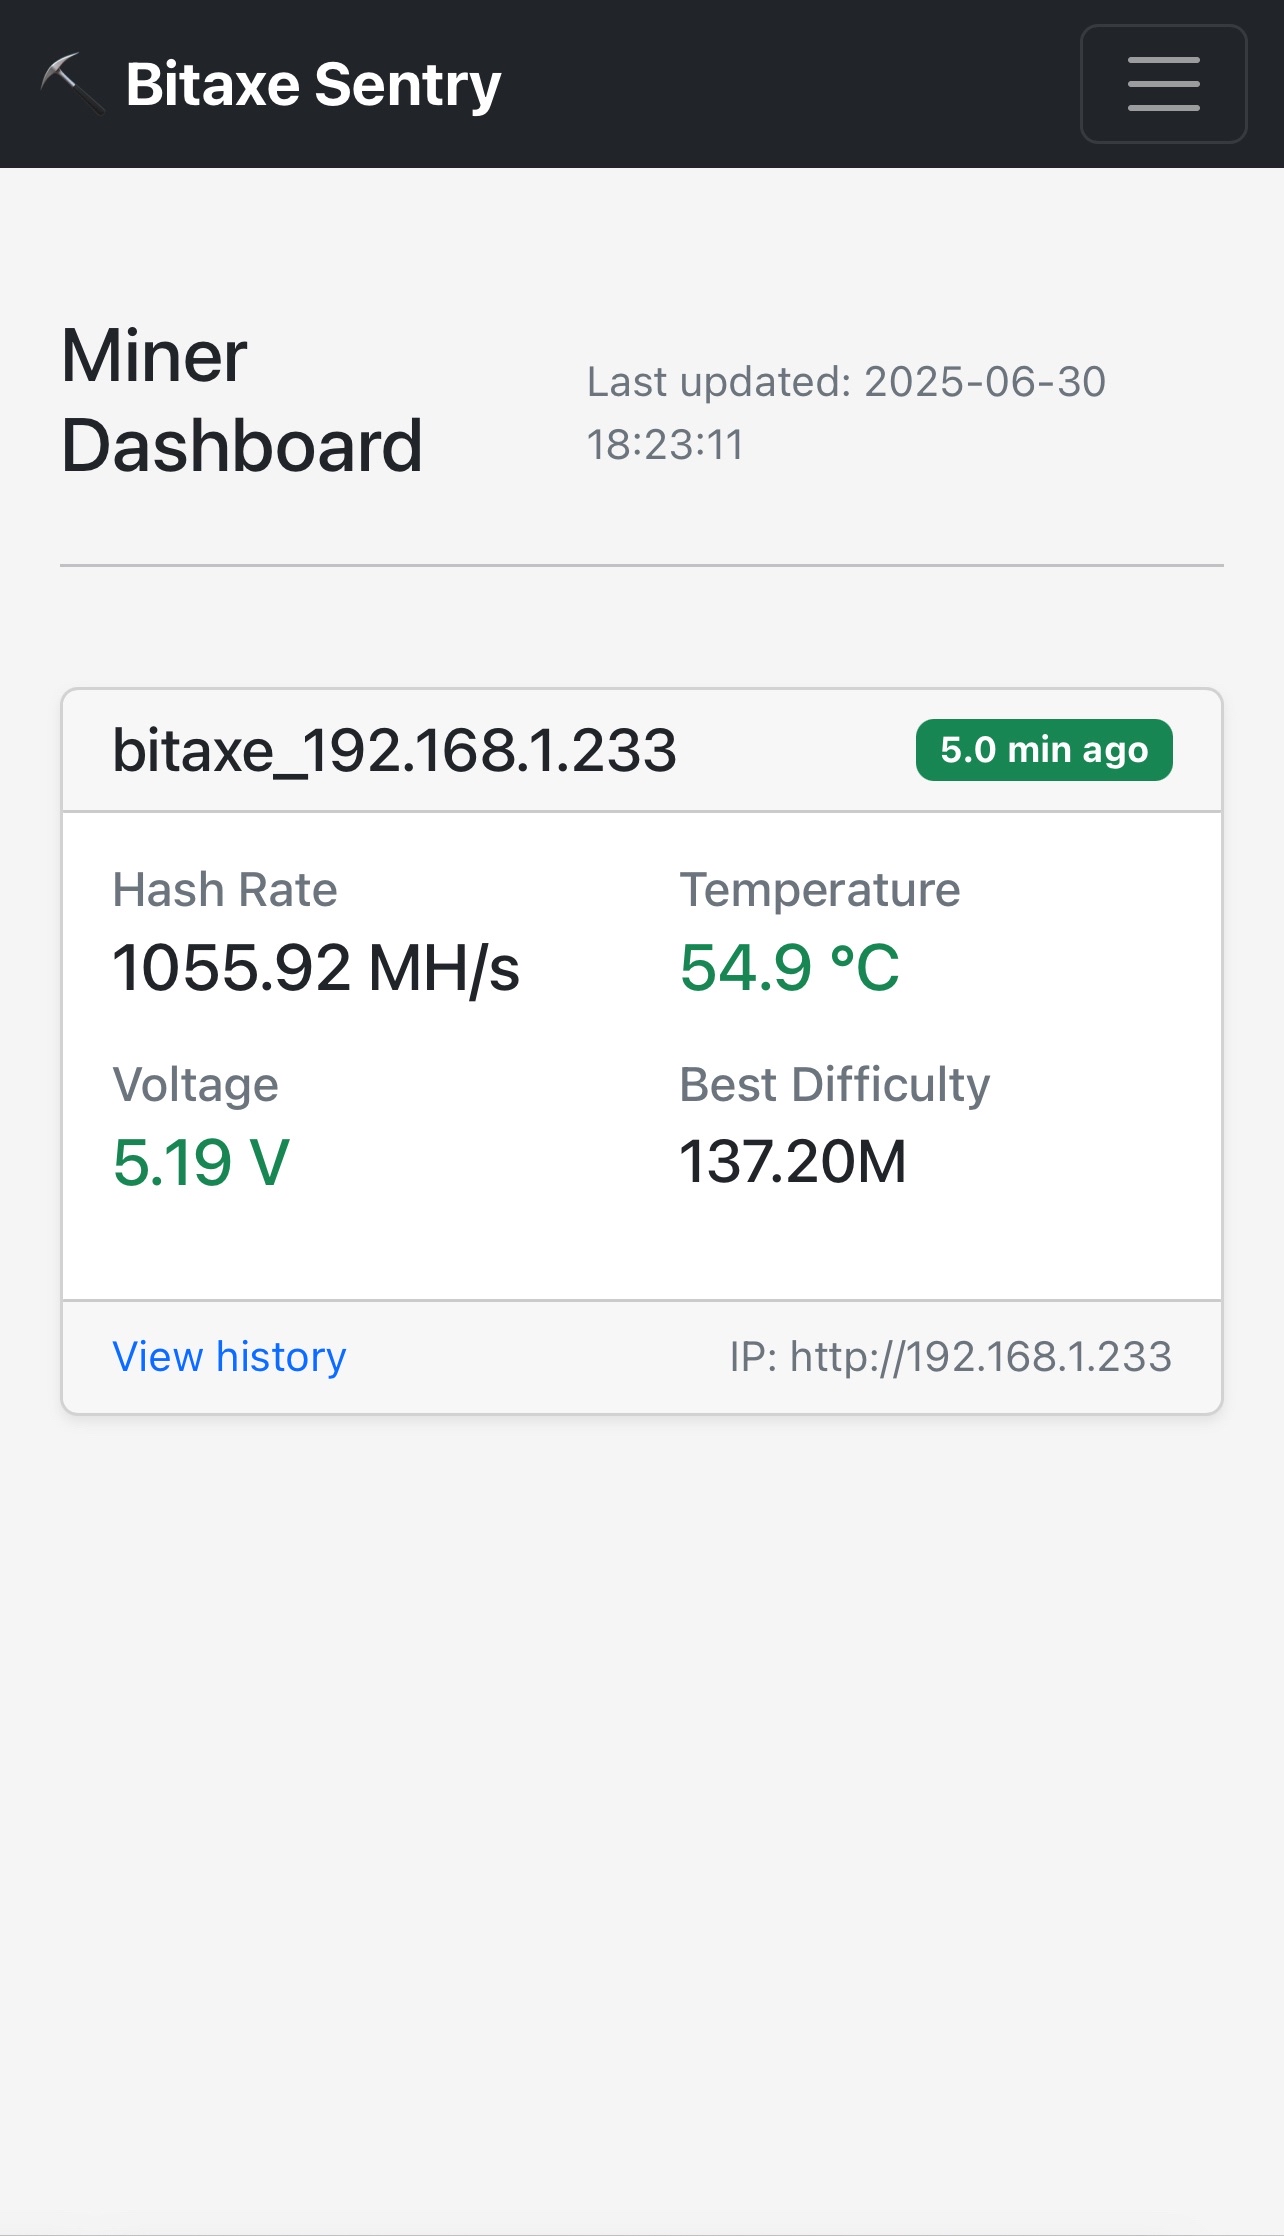 Bitaxe Sentry
Miner
Dashboard
Last updated: 2025-06-30
18:23:11
bitaxe_192.168.1.233
5.0 min ago
Hash Rate
1055.92 MH/s
Temperature
54.9 °C
Voltage
5.19 V
Best Difficulty
137.20M
View history
IP: http://192.168.1.233